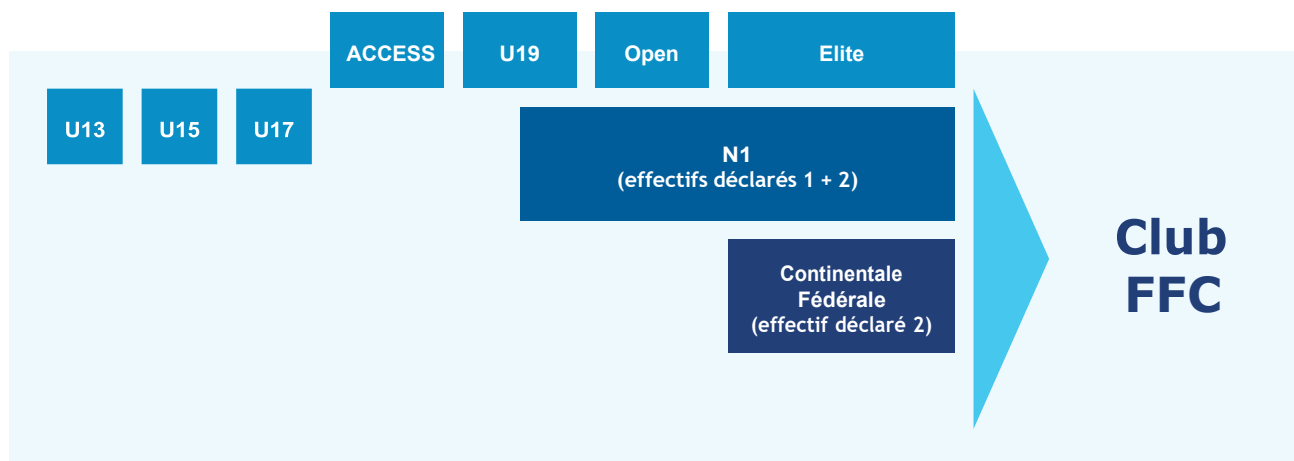 ACCESS
U19
Open
Elite
U13
U15
U17
N1
(effectifs déclarés 1 + 2)
Continentale
Fédérale
(effectif déclaré 2)
Club
FFC